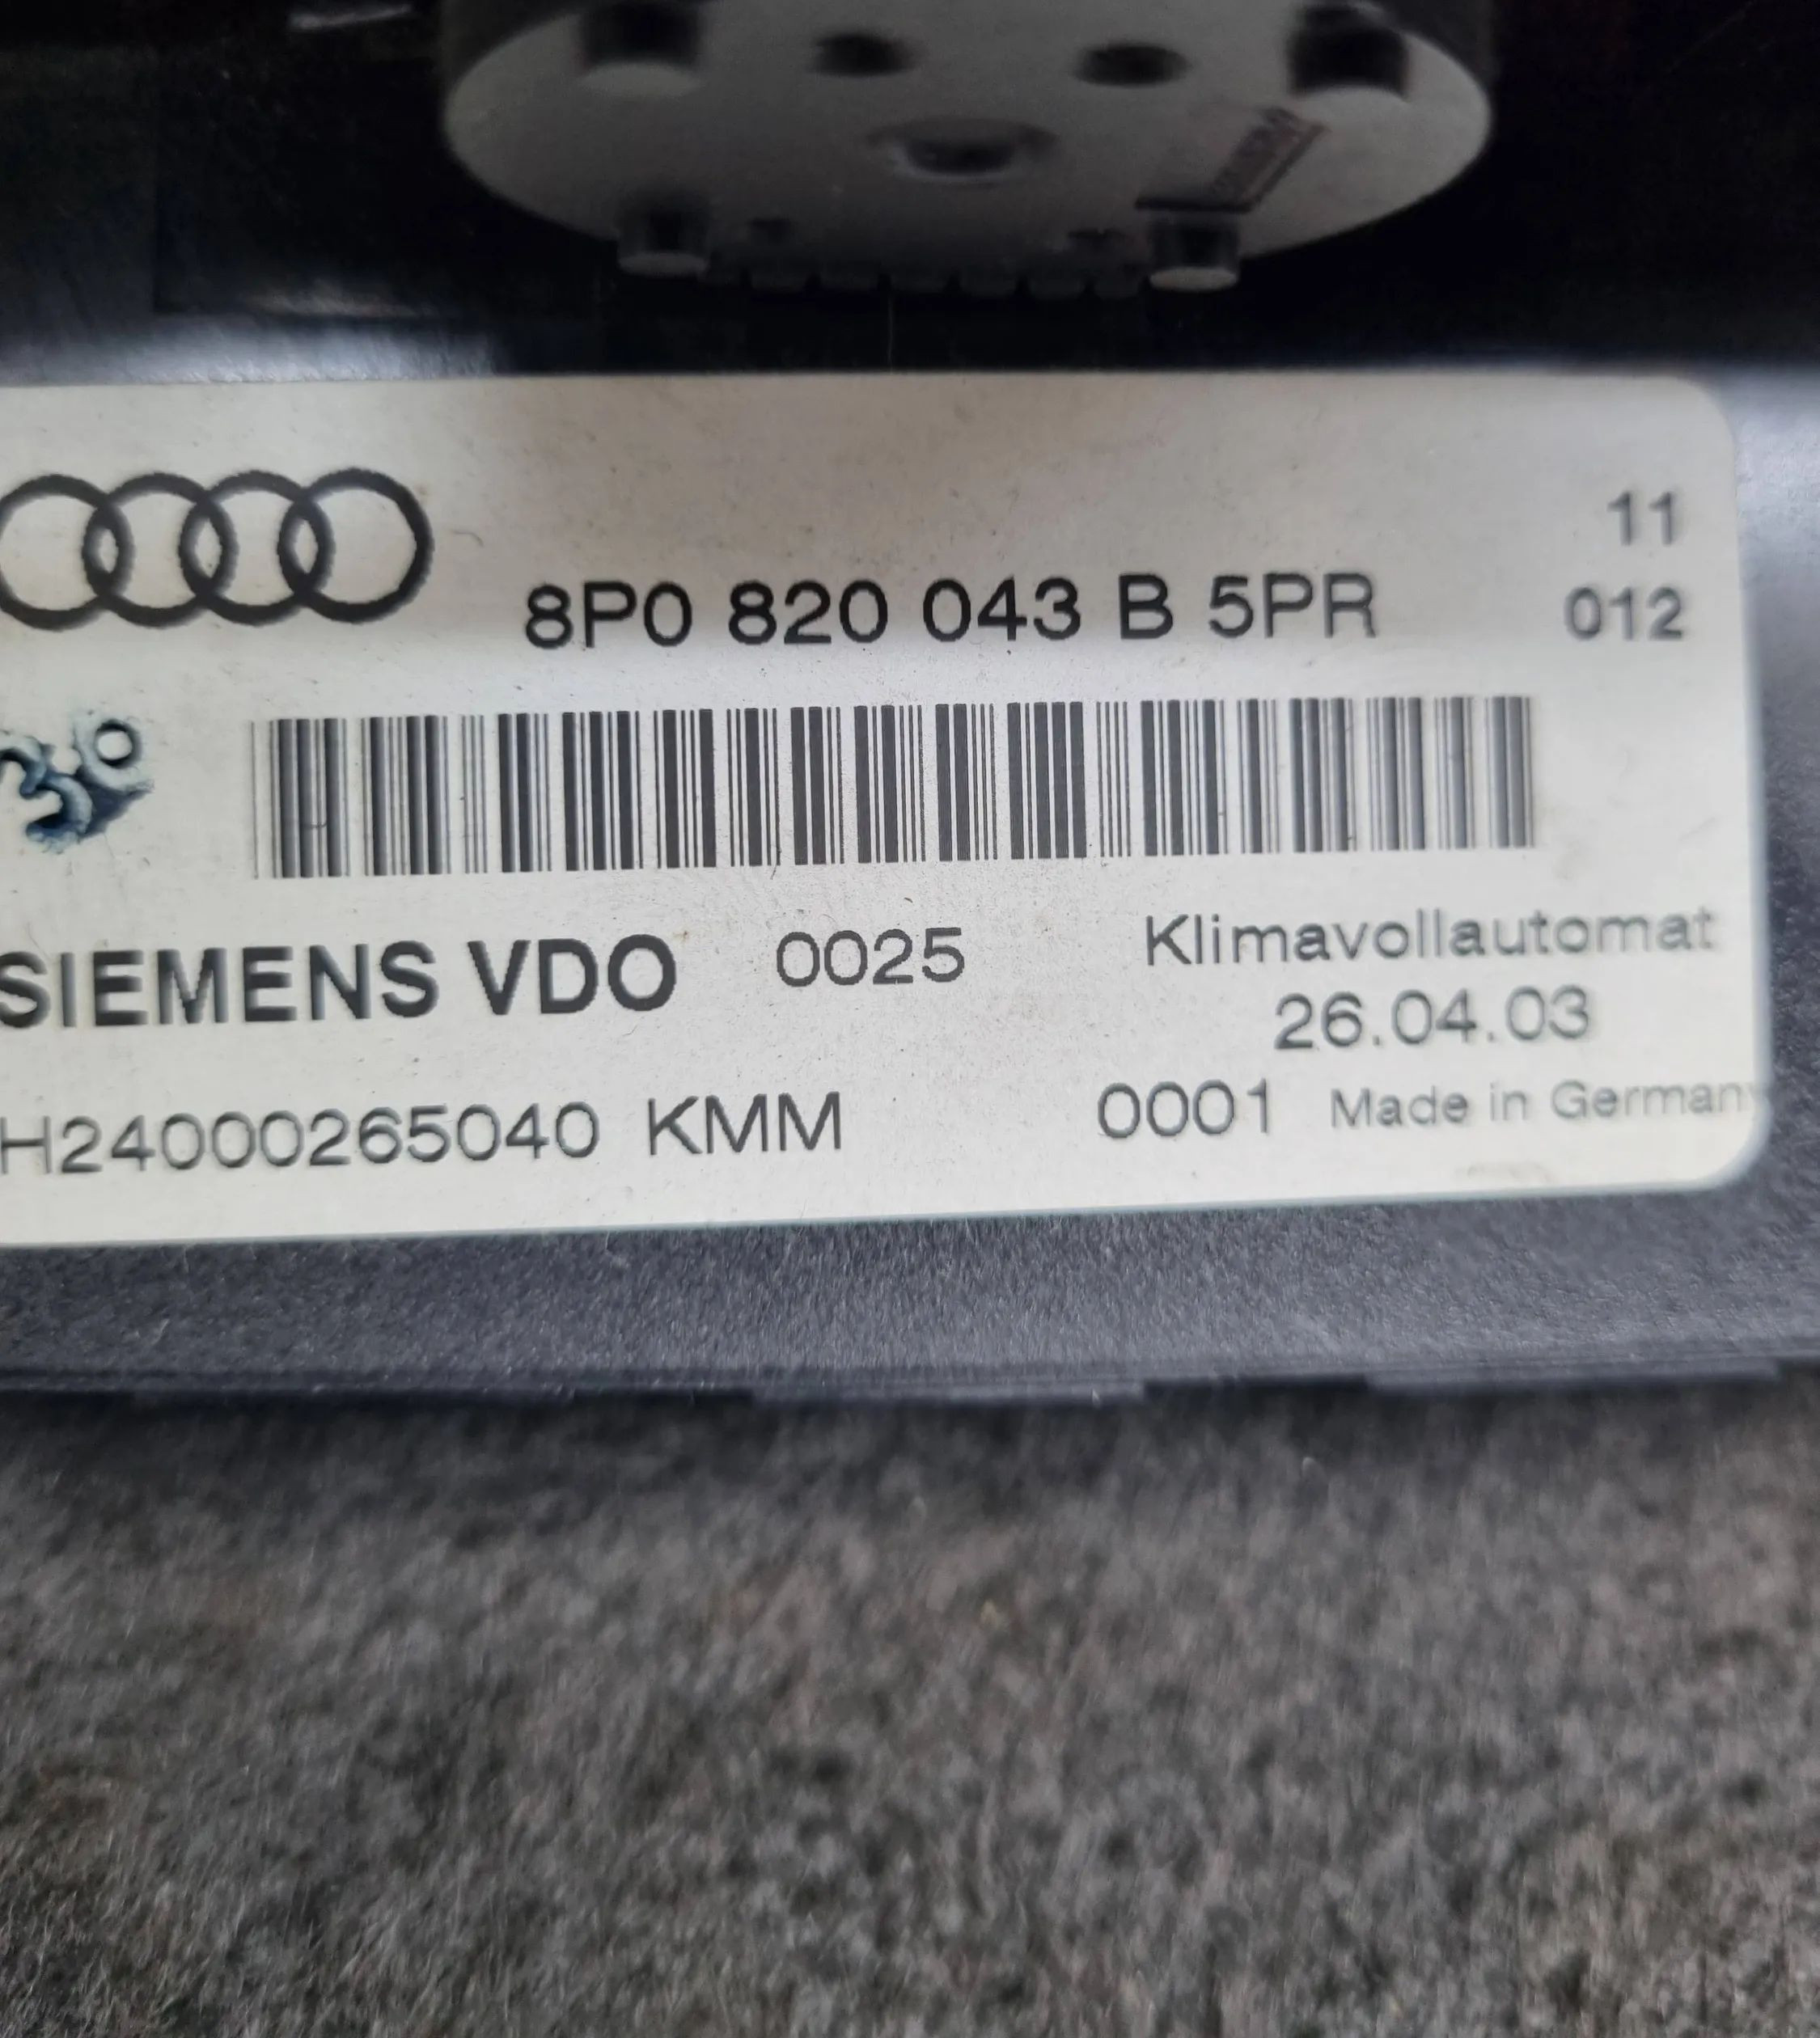 11
8P0 820 043 B 5PR 012
30
SIEMENS VDO 0025 Klimavollautomat
26.04.03
H24000265040 KMM 0001 Made in Germany